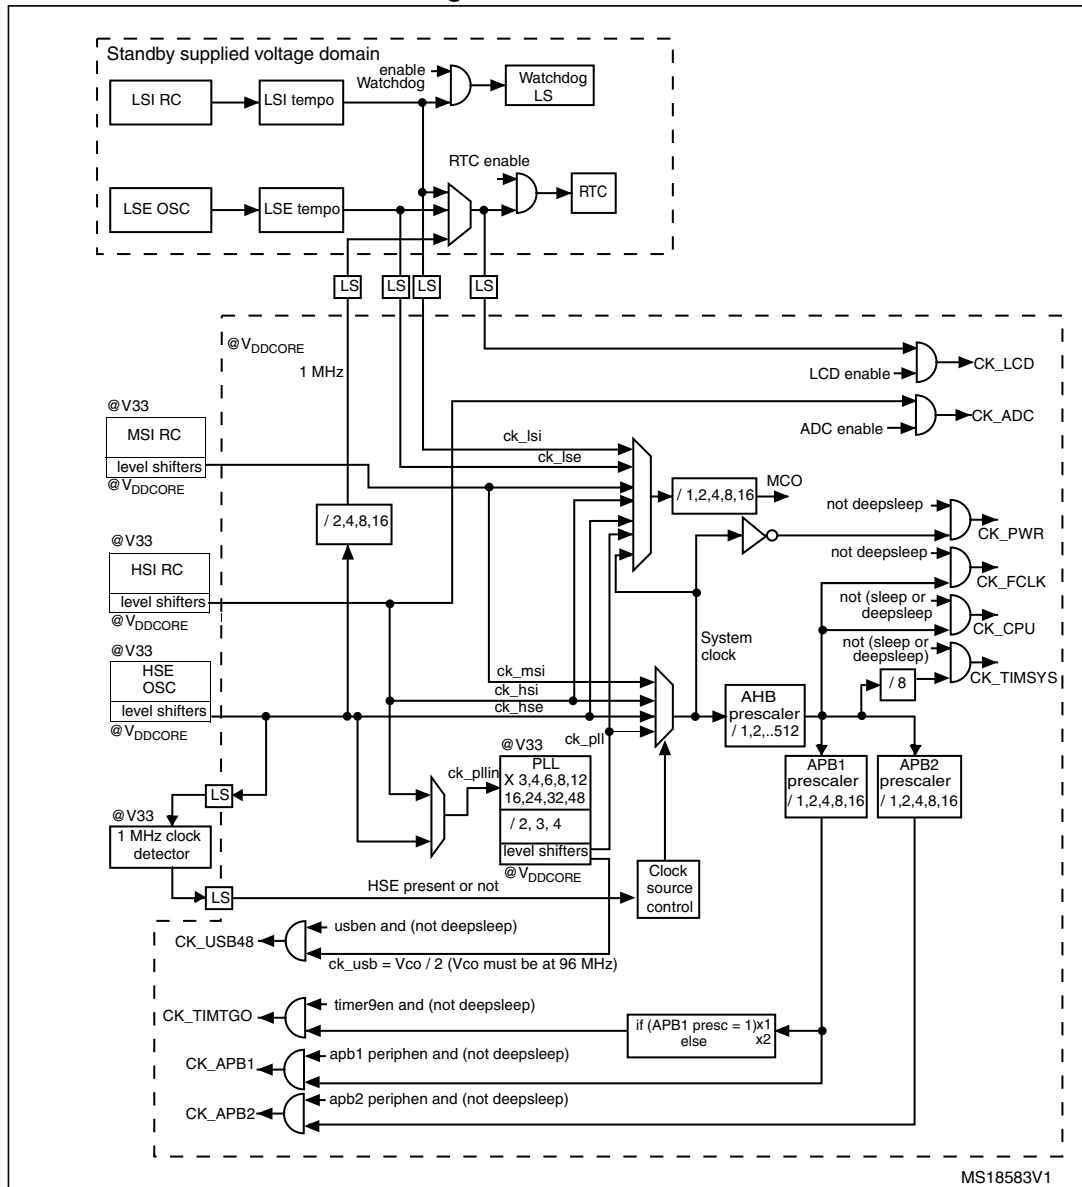 Standby supplied voltage domain
enable
Watchdog
Watchdog
LS
LSI RC
LSI tempo
RTC enable
RTC
LSE OSC
LSE tempo
LS
LS
LS
LS
@VDDCORE
1 MHz
LCD enable
CK_LCD
ADC enable
CK_ADC
@V33
MSI RC
level shifters
@VDDCORE
ck_lsi
ck_lse
/ 1,2,4,8,16
MCO
/ 2,4,8,16
not deepsleep
CK_PWR
@V33
HSI RC
level shifters
@VDDCORE
not deepsleep
CK_FCLK
not (sleep or
deepsleep
CK_CPU
not (sleep or
deepsleep)
CK_TIMSYS
/ 8
System
clock
@V33
HSE
OSC
level shifters
@VDDCORE
ck_msi
ck_hsi
ck_hse
ck_pll
AHB
prescaler
/ 1,2,..512
ck_pllin
@V33
PLL
X 3,4,6,8,12
16,24,32,48
/ 2, 3, 4
level shifters
@VDDCORE
APB1
prescaler
/ 1,2,4,8,16
APB2
prescaler
/ 1,2,4,8,16
LS
@V33
1 MHz clock
detector
LS
HSE present or not
Clock
source
control
CK_USB48
usben and (not deepsleep)
ck_usb = Vco / 2 (Vco must be at 96 MHz)
CK_TIMTGO
timer9en and (not deepsleep)
if (APB1 presc = 1) x1
else x2
CK_APB1
apb1 periphen and (not deepsleep)
CK_APB2
apb2 periphen and (not deepsleep)
MS18583V1